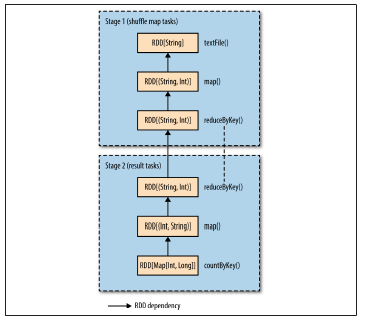 Stage 1 (shuffle map tasks)
RDD[String] textFile()
RDD[(String, Int)] map()
RDD[(String, Int)] reduceByKey()
Stage 2 (result tasks)
RDD[(String, Int)] reduceByKey()
RDD[(Int, String)] map()
RDD[Map[Int, Long]] countByKey()
RDD dependency